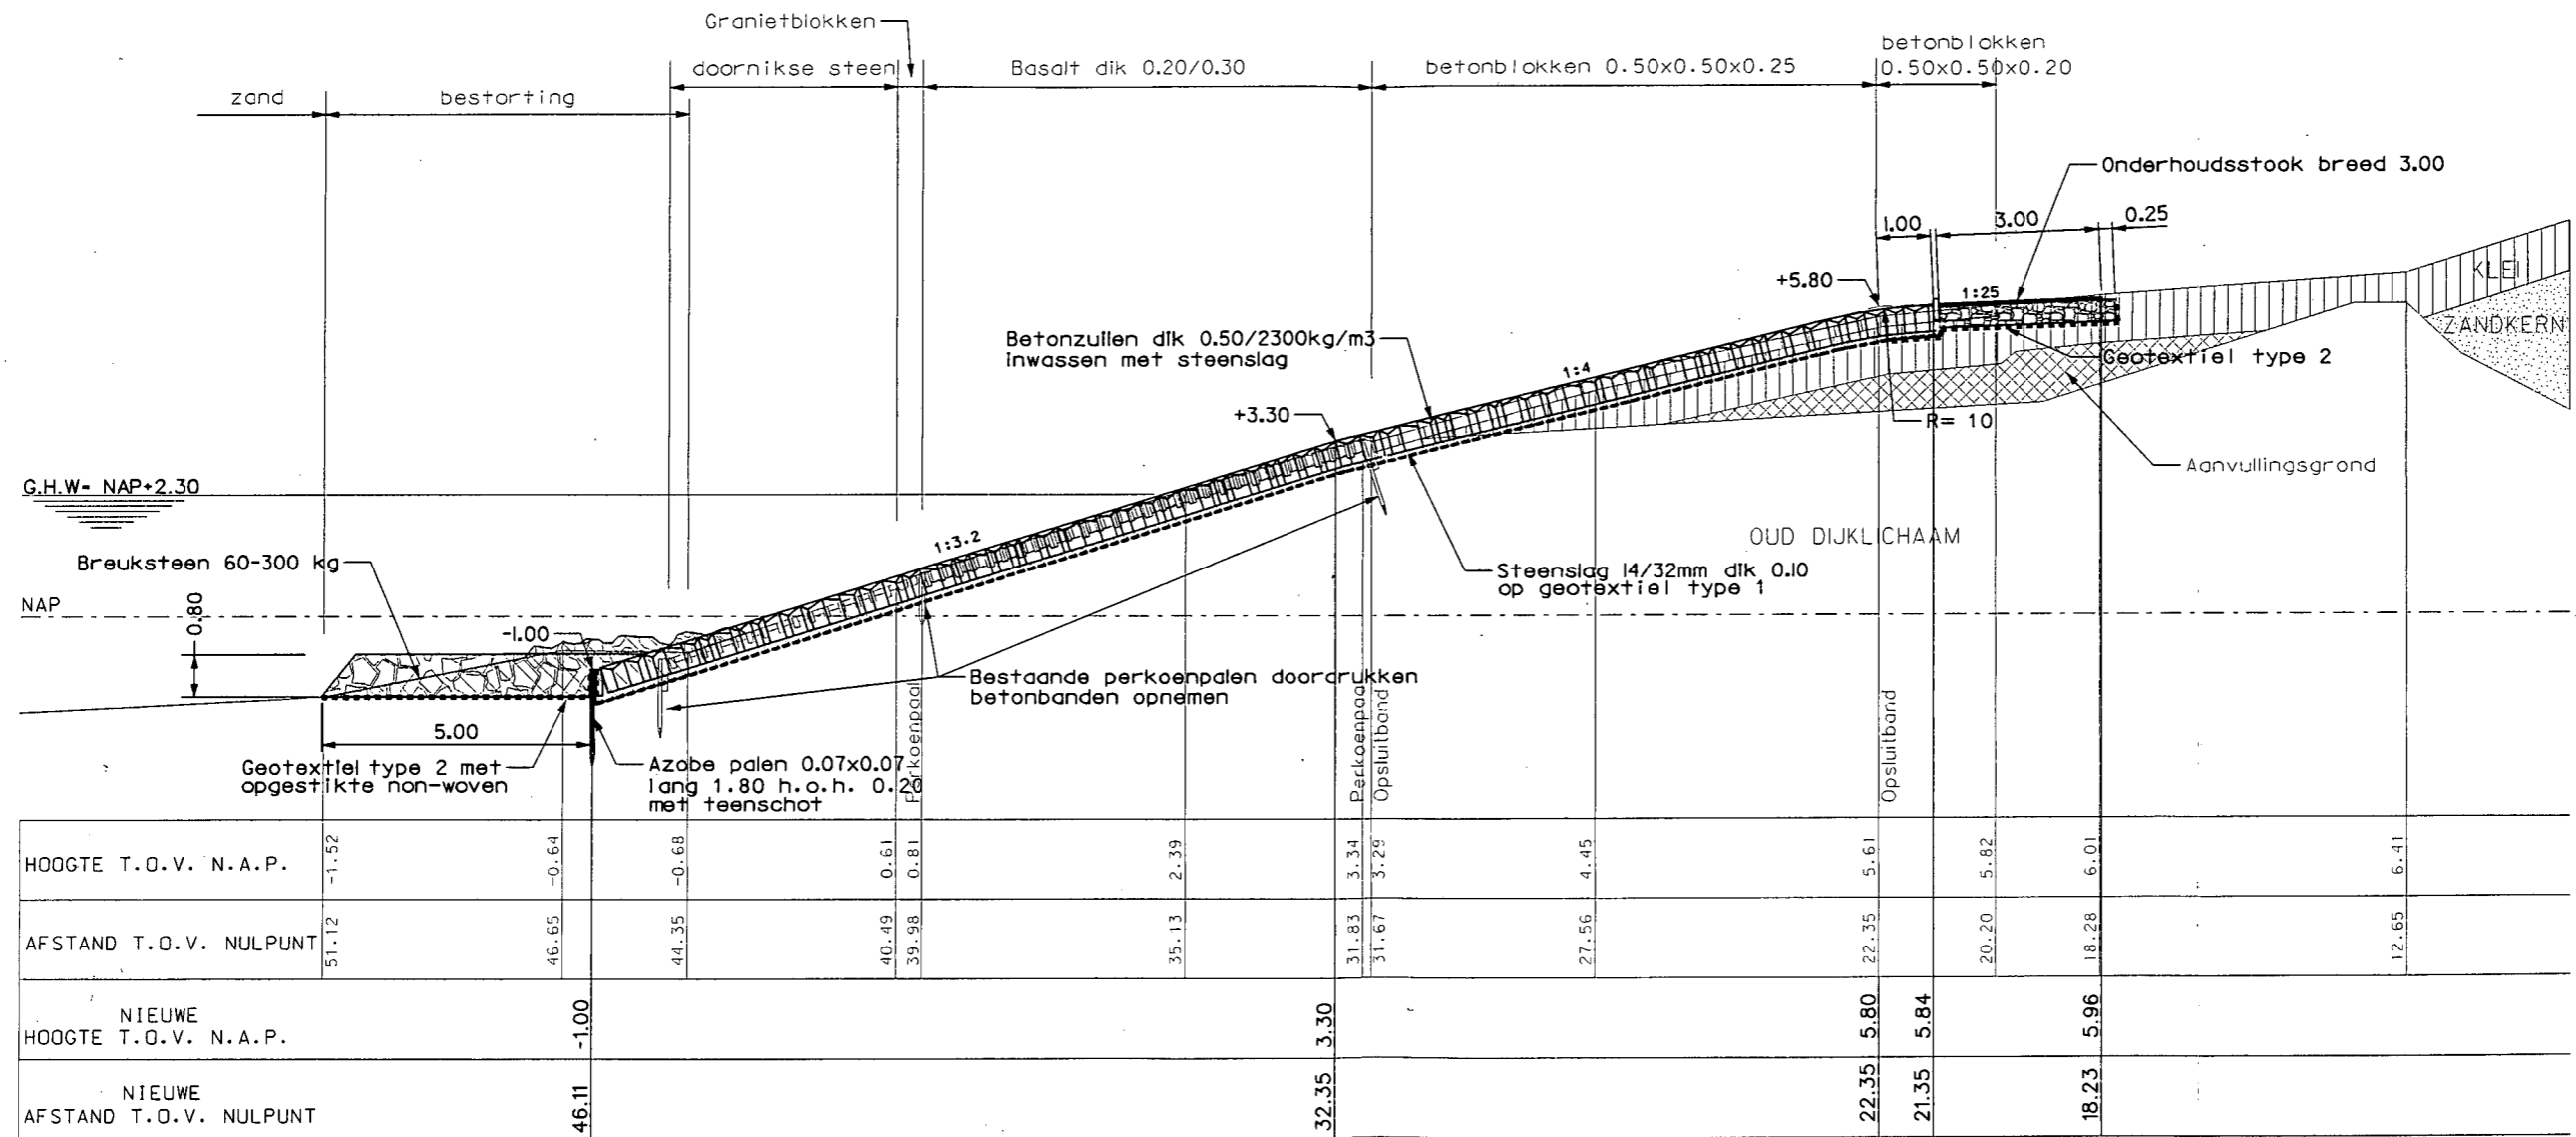 Granietblokken
betonblokken
doornikse steen
Basalt dik 0.20/0.30
betonblokken 0.50x0.50x0.25
0.50x0.50x0.20
zand
bestorting
Onderhoudsstook breed 3.00
1.00
3.00
0.25
+5.80
1:25
KLEI
ZANDKERN
Betonzuilen dik 0.50/2300kg/m3
inwassen met steenslag
Geotextiel type 2
1:4
+3.30
R= 10
Aanvullingsgrond
G.H.W= NAP+2.30
1:3.2
OUD DIJKLICHAAM
Breuksteen 60-300 kg
Steenslag 14/32mm dik 0.10
op geotextiel type 1
NAP
0.80
-1.00
Bestaande perkoenpalen doordrukken
betonbanden opnemen
5.00
Geotextiel type 2 met
opgestikte non-woven
Azobe palen 0.07x0.07
lang 1.80 h.o.h. 0.20
met teenschot
Perkoenpaal
Perkoenpaal
Opsluitband
Opsluitband
HOOGTE T.O.V. N.A.P.
-1.52
-0.64
-0.68
0.61
0.81
2.39
3.34
3.29
4.45
5.61
5.82
6.01
6.41
AFSTAND T.O.V. NULPUNT
51.12
46.65
44.35
40.49
39.98
35.13
31.83
31.67
27.56
22.35
20.20
18.28
12.65
NIEUWE
HOOGTE T.O.V. N.A.P.
-1.00
3.30
5.80
5.84
5.96
NIEUWE
AFSTAND T.O.V. NULPUNT
46.11
32.35
22.35
21.35
18.23